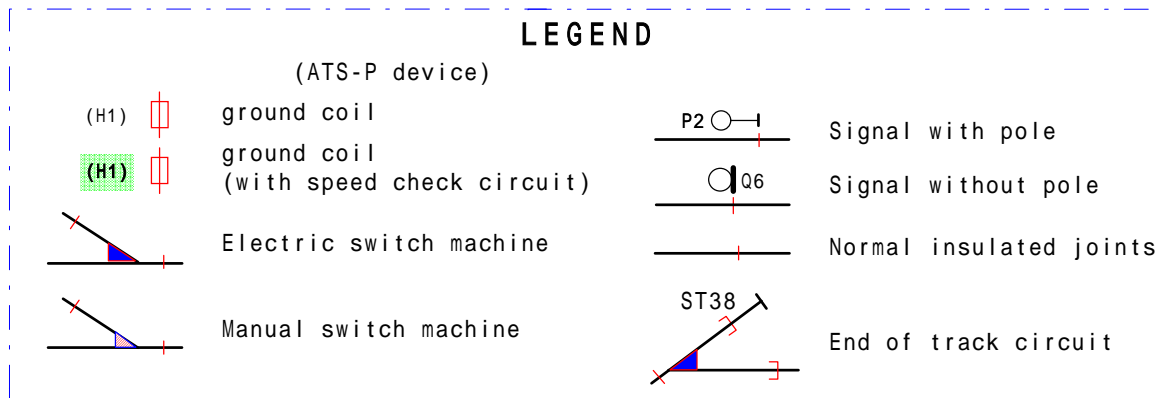 LEGEND
(ATS-P device)
(H1) ground coil
(H1) ground coil
(with speed check circuit)
Electric switch machine
Manual switch machine
P2 Signal with pole
Q6 Signal without pole
Normal insulated joints
ST38
End of track circuit